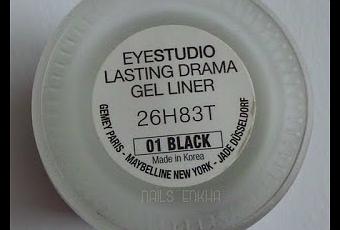 EYESTUDIO
LASTING DRAMA
GEL LINER
26H83T
01 BLACK
Made in Korea
GEMEY PARIS - MAYBELLINE NEW YORK - JADE DÜSSELDORF
NAILS ENKHA